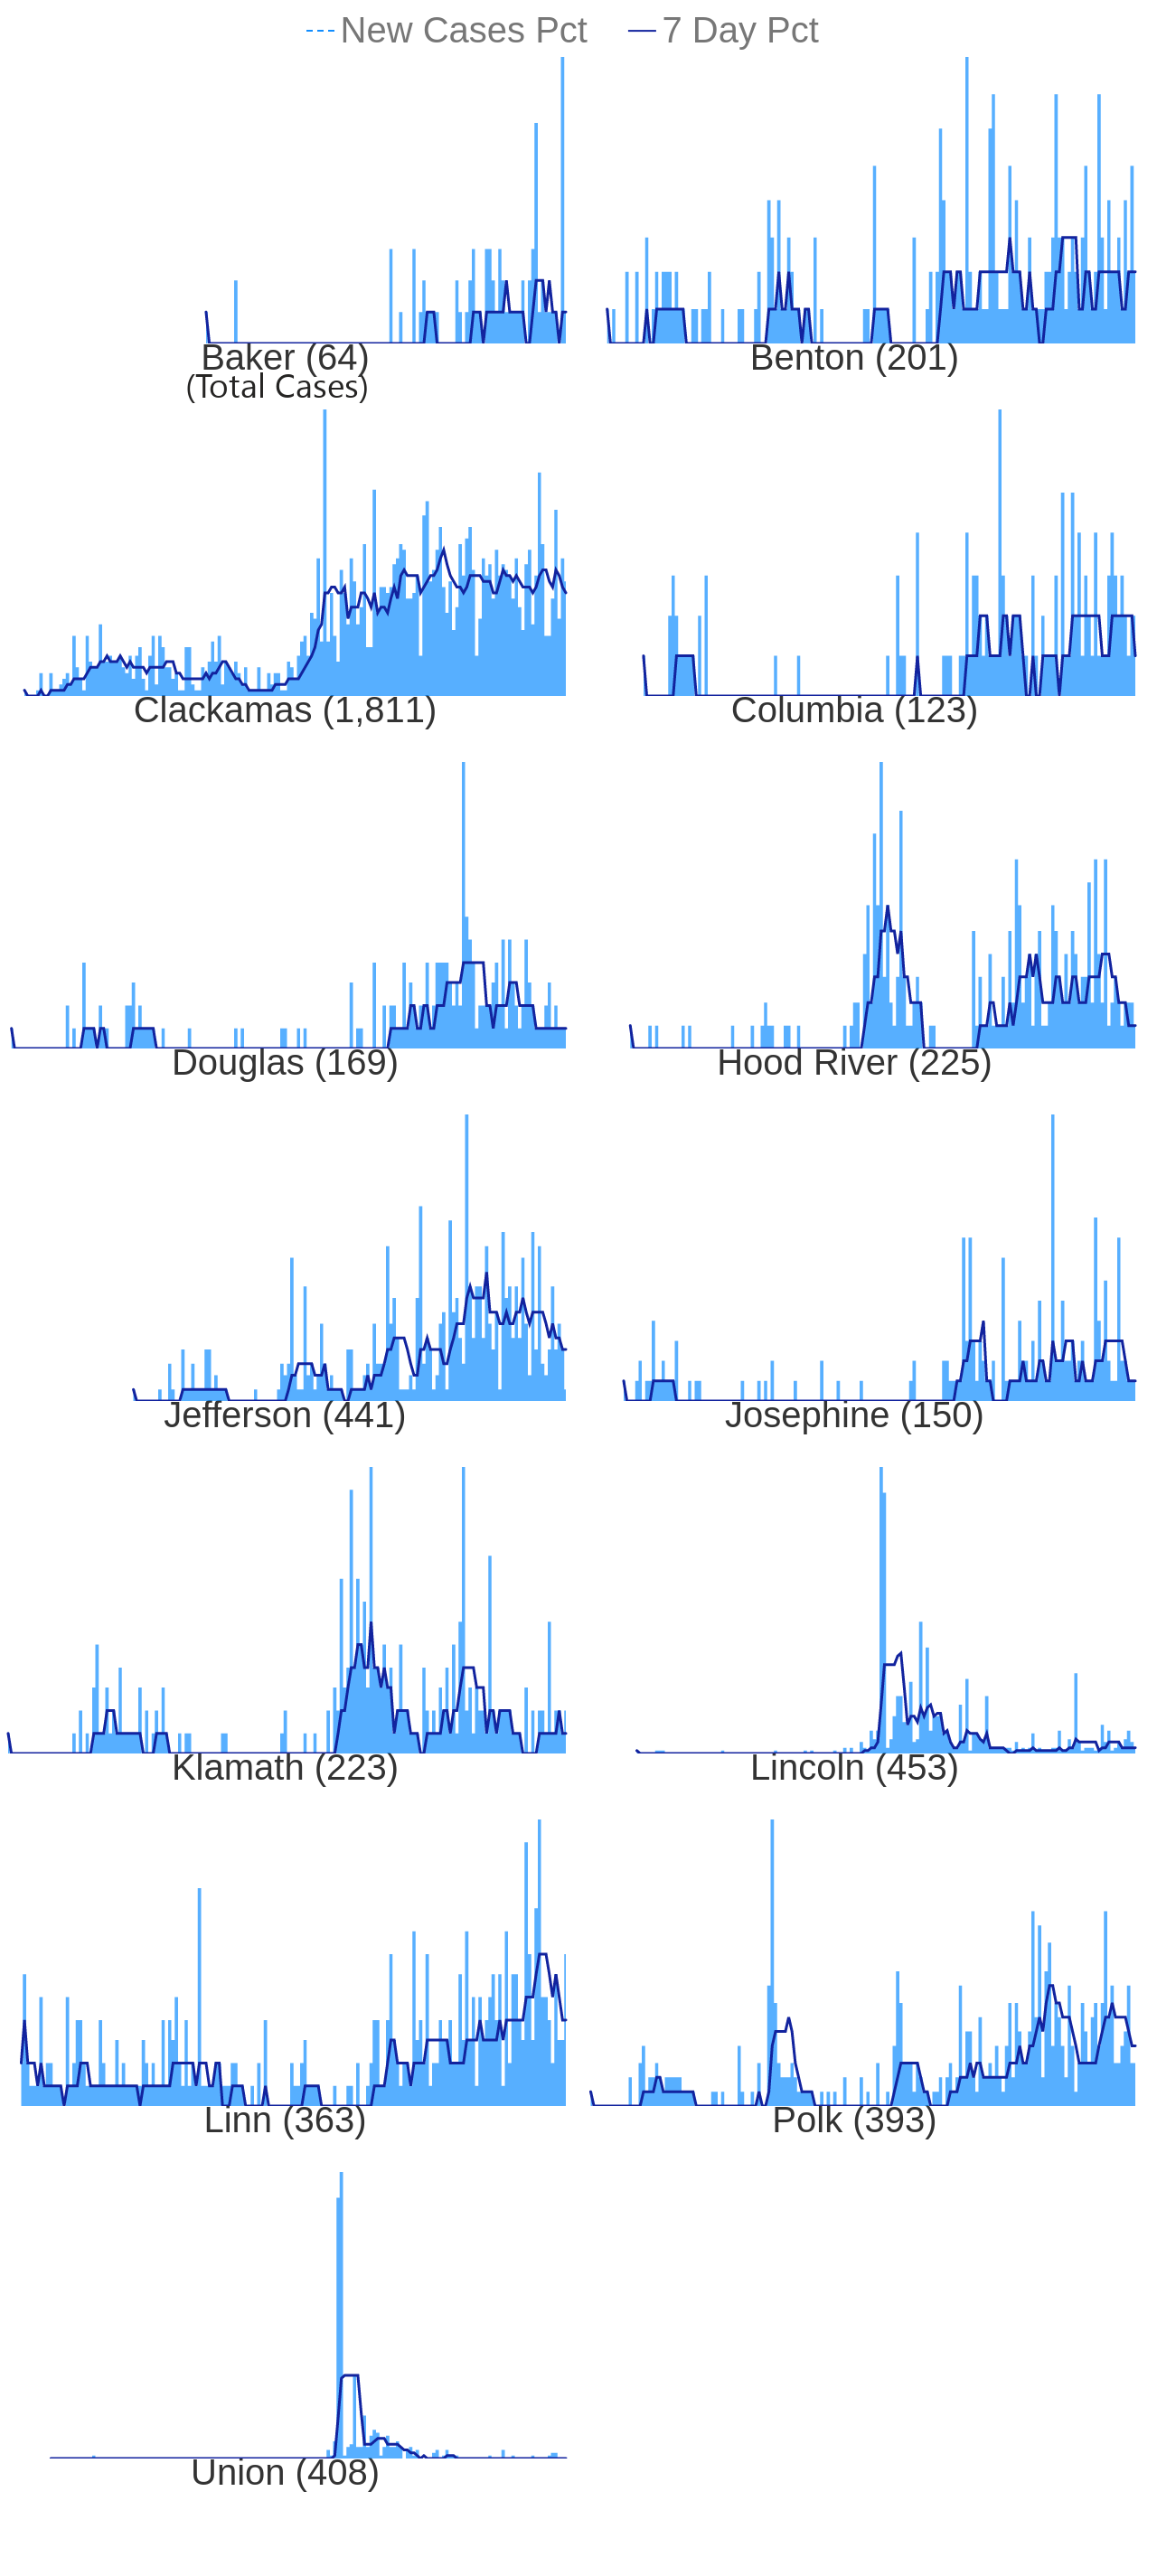 New Cases Pct 7 Day Pct
Baker (64) Benton (201)
(Total Cases)
Clackamas (1,811) Columbia (123)
Douglas (169) Hood River (225)
Jefferson (441) Josephine (150)
Klamath (223) Lincoln (453)
Linn (363) Polk (393)
Union (408)